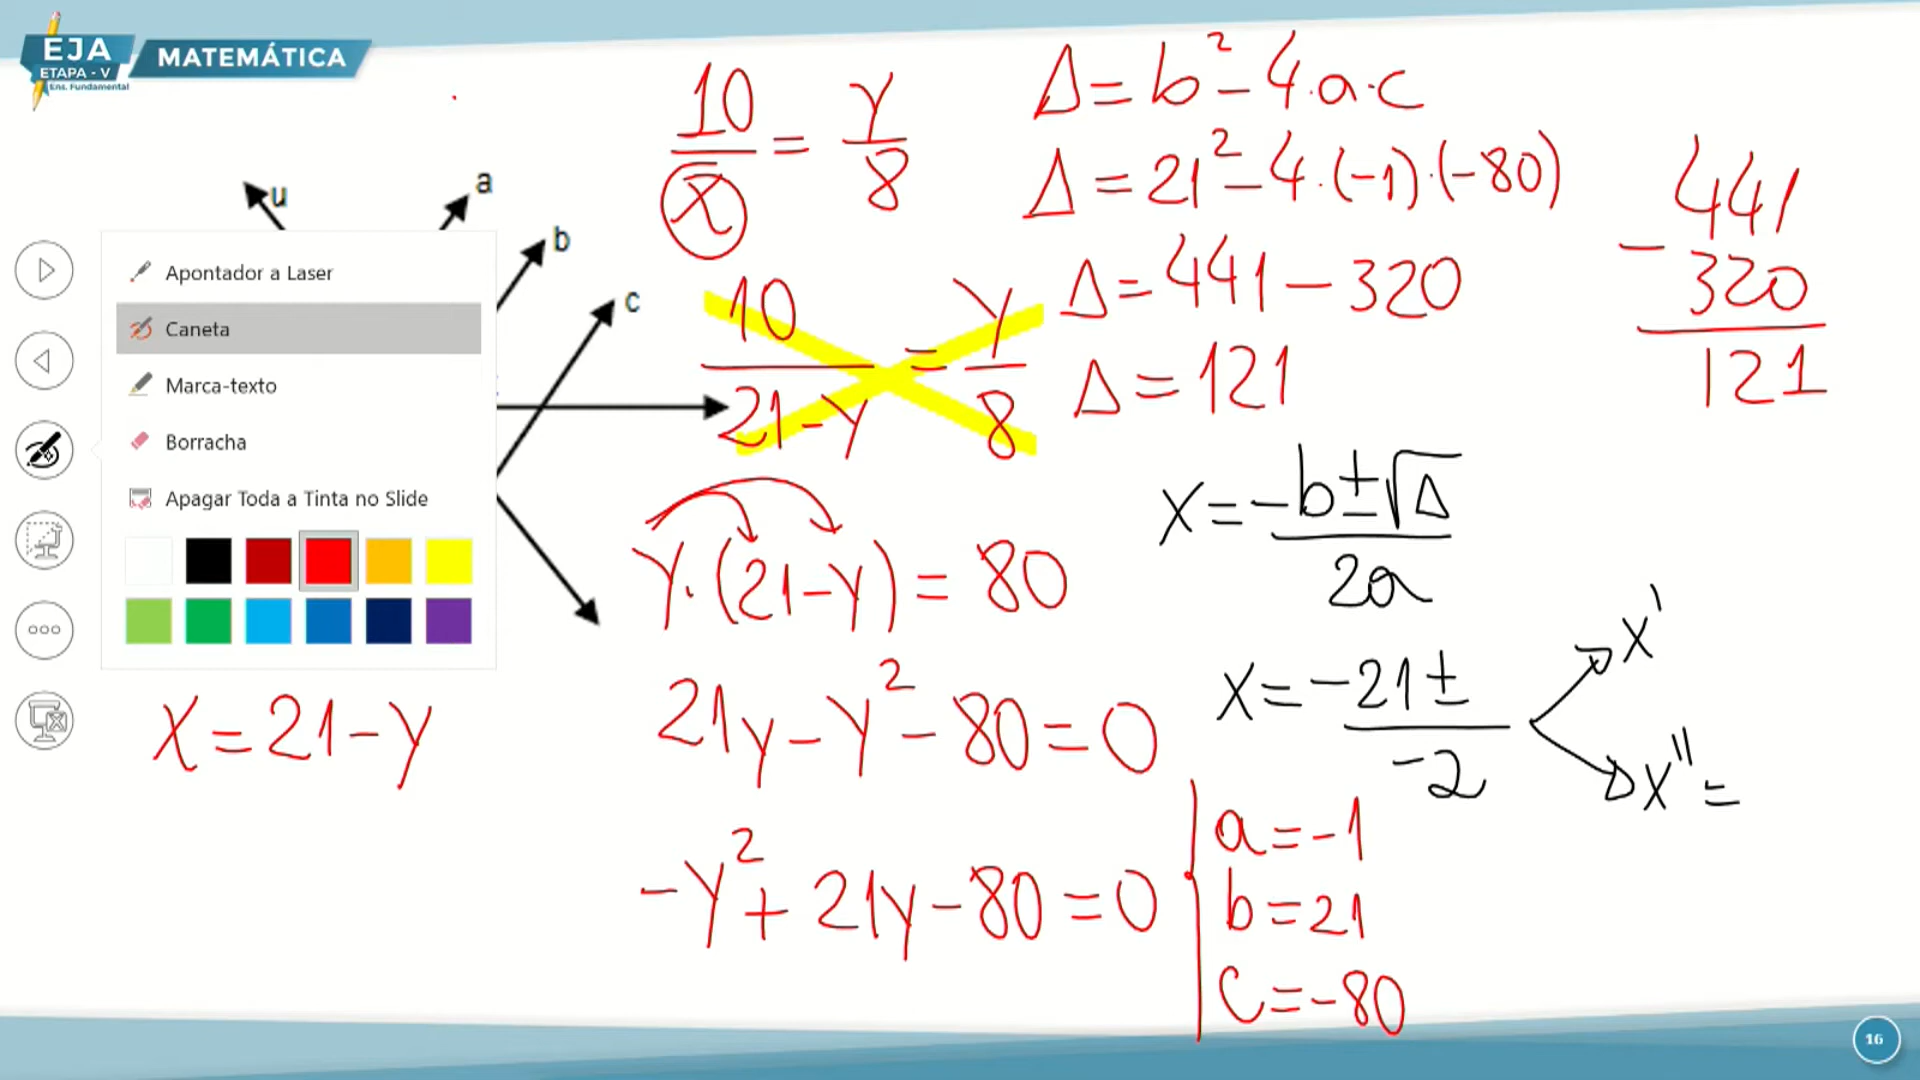 EJA
ETAPA - V
Ens. Fundamental
MATEMÁTICA
u
a
b
c
Apontador a Laser
Caneta
Marca-texto
Borracha
Apagar Toda a Tinta no Slide
x = 21 - y
10/x = y/8
10/21-y = y/8
y·(21-y) = 80
21y - y² - 80 = 0
-y² + 21y - 80 = 0
Δ = b² - 4·a·c
Δ = 21² - 4·(-1)·(-80)
Δ = 441 - 320
Δ = 121
441
- 320
121
x = -b±√Δ
2a
x = -21±
-2
x'
x'' =
a = -1
b = 21
c = -80
16